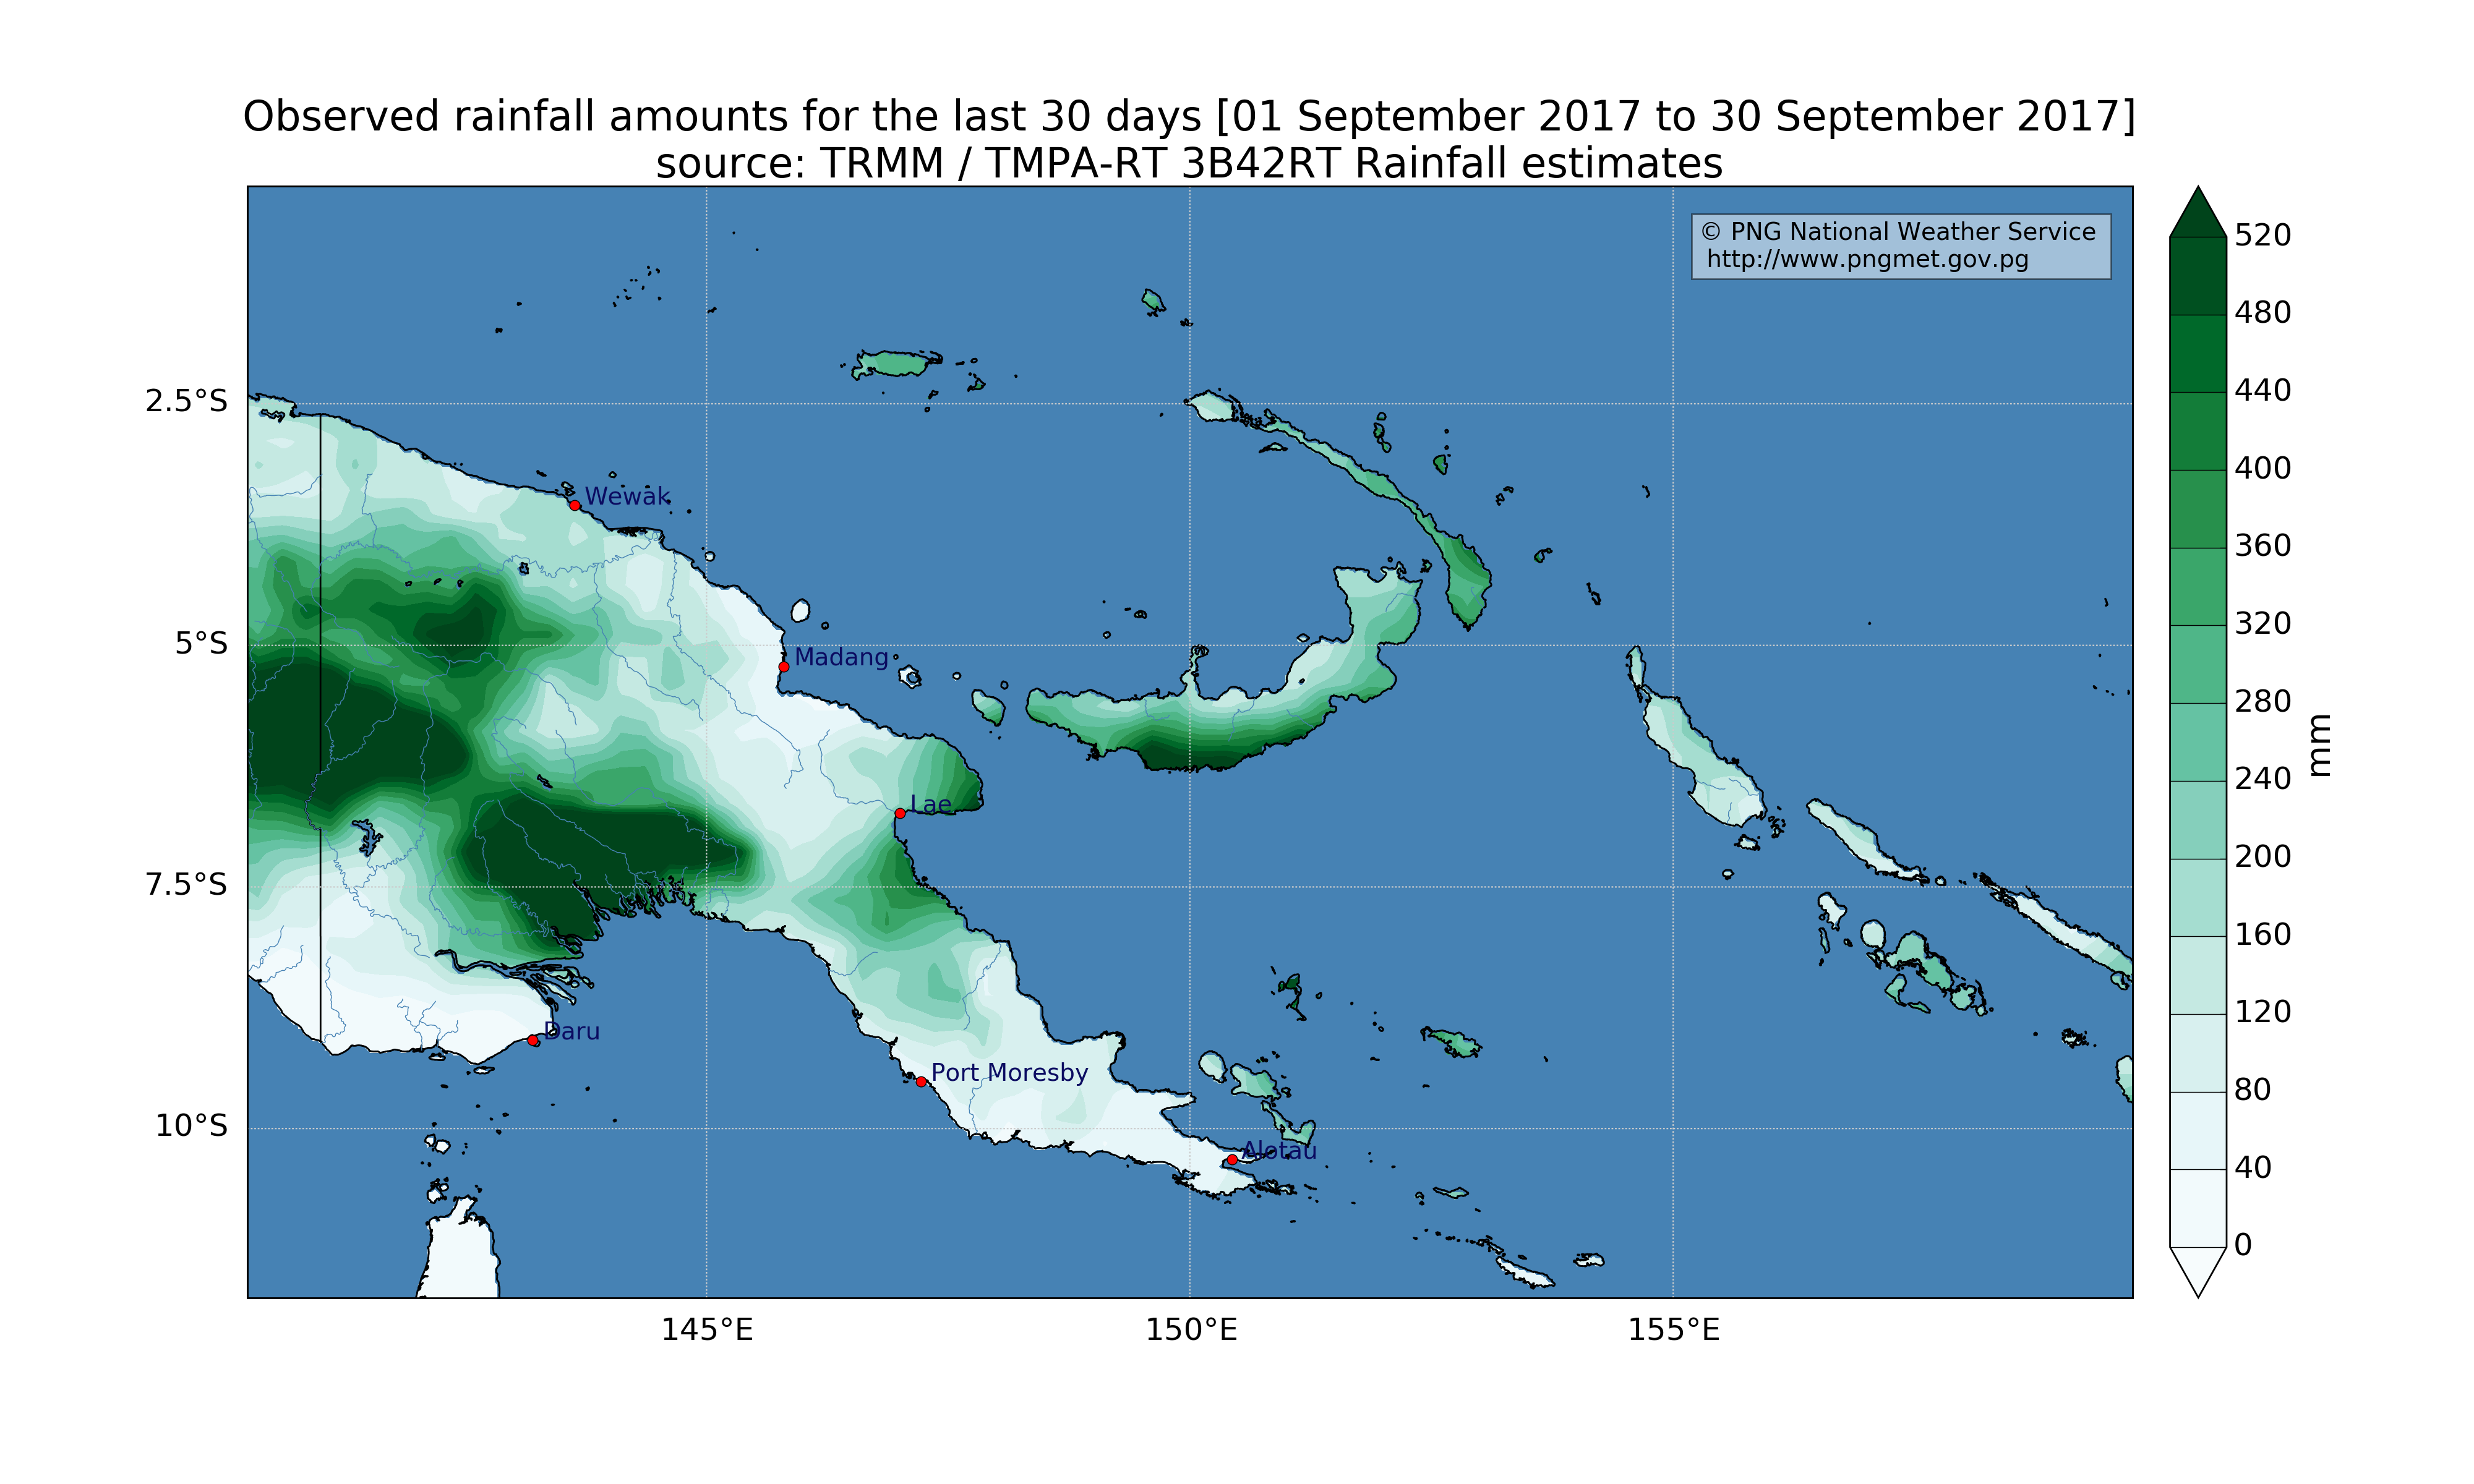 Observed rainfall amounts for the last 30 days [01 September 2017 to 30 September 2017]
source: TRMM / TMPA-RT 3B42RT Rainfall estimates
© PNG National Weather Service
http://www.pngmet.gov.pg
2.5°S
5°S
7.5°S
10°S
145°E
150°E
155°E
Wewak
Madang
Lae
Daru
Port Moresby
Alotau
520
480
440
400
360
320
280
240
200
160
120
80
40
0
mm